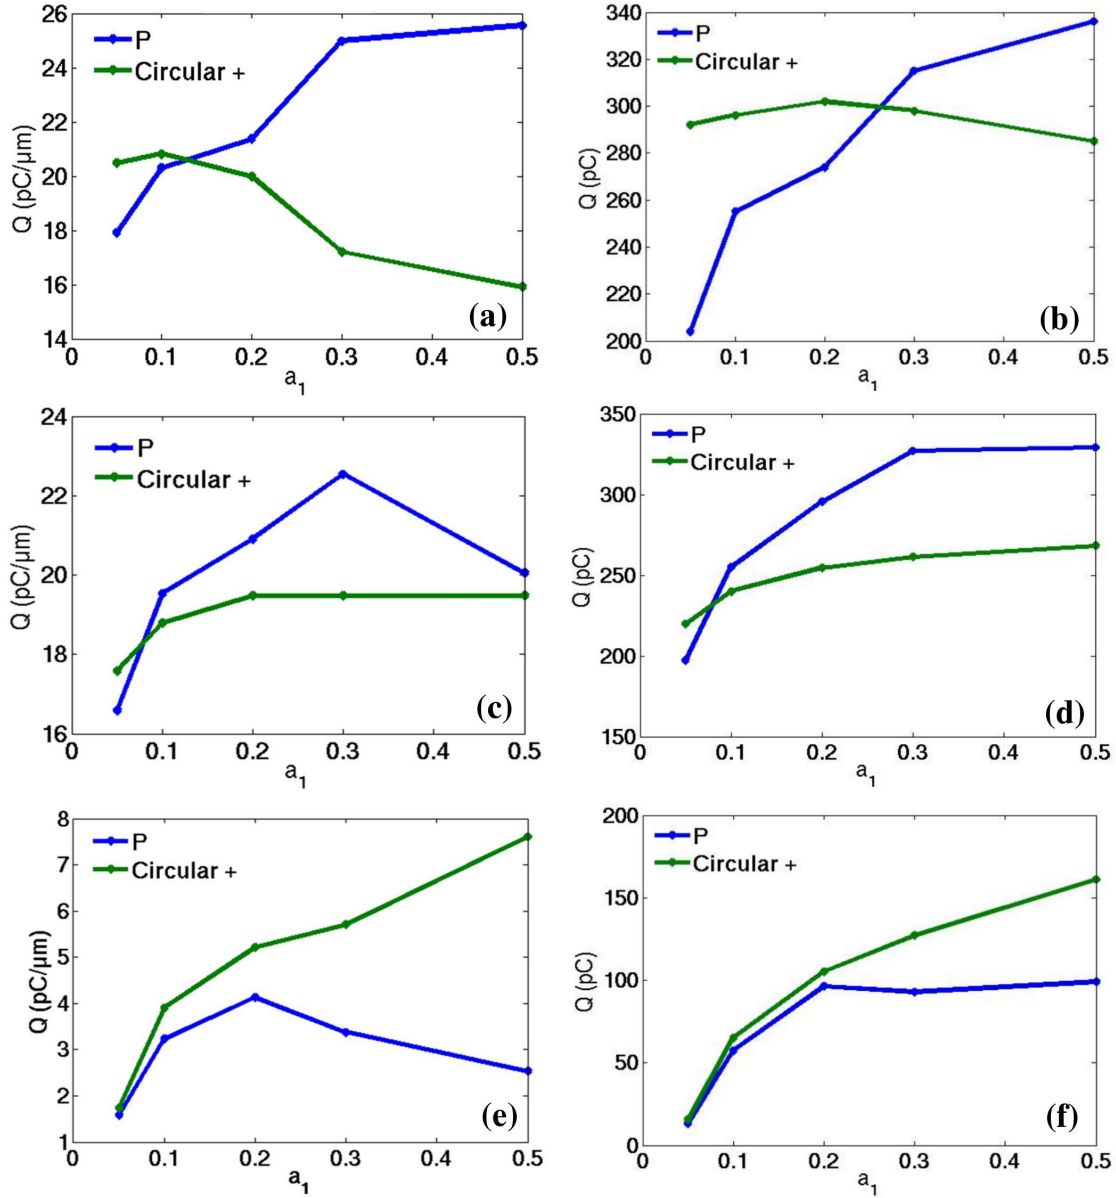 26
24
22
20
18
16
14
Q (pC/μm)
P
Circular +
(a)
0 0.1 0.2 0.3 0.4 0.5
a1
340
320
300
280
260
240
220
200
Q (pC)
P
Circular +
(b)
0 0.1 0.2 0.3 0.4 0.5
a1
24
22
20
18
16
Q (pC/μm)
P
Circular +
(c)
0 0.1 0.2 0.3 0.4 0.5
a1
350
300
250
200
150
Q (pC)
P
Circular +
(d)
0 0.1 0.2 0.3 0.4 0.5
a1
8
7
6
5
4
3
2
1
Q (pC/μm)
P
Circular +
(e)
0 0.1 0.2 0.3 0.4 0.5
a1
200
150
100
50
0
Q (pC)
P
Circular +
(f)
0 0.1 0.2 0.3 0.4 0.5
a1